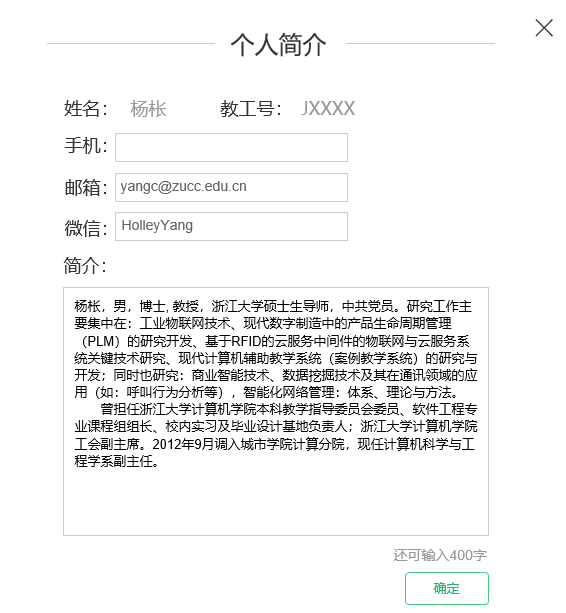 个人简介
姓名： 杨枨 教工号： JXXXX
手机：
邮箱： yangc@zucc.edu.cn
微信： HolleyYang
简介：
杨枨，男，博士, 教授，浙江大学硕士生导师，中共党员。研究工作主
要集中在：工业物联网技术、现代数字制造中的产品生命周期管理
（PLM）的研究开发、基于RFID的云服务中间件的物联网与云服务系
统关键技术研究、现代计算机辅助教学系统（案例教学系统）的研究与
开发；同时也研究：商业智能技术、数据挖掘技术及其在通讯领域的应
用（如：呼叫行为分析等），智能化网络管理：体系、理论与方法。
曾担任浙江大学计算机学院本科教学指导委员会委员、软件工程专
业课程组组长、校内实习及毕业设计基地负责人；浙江大学计算机学院
工会副主席。2012年9月调入城市学院计算分院，现任计算机科学与工
程学系副主任。
还可输入400字
确定